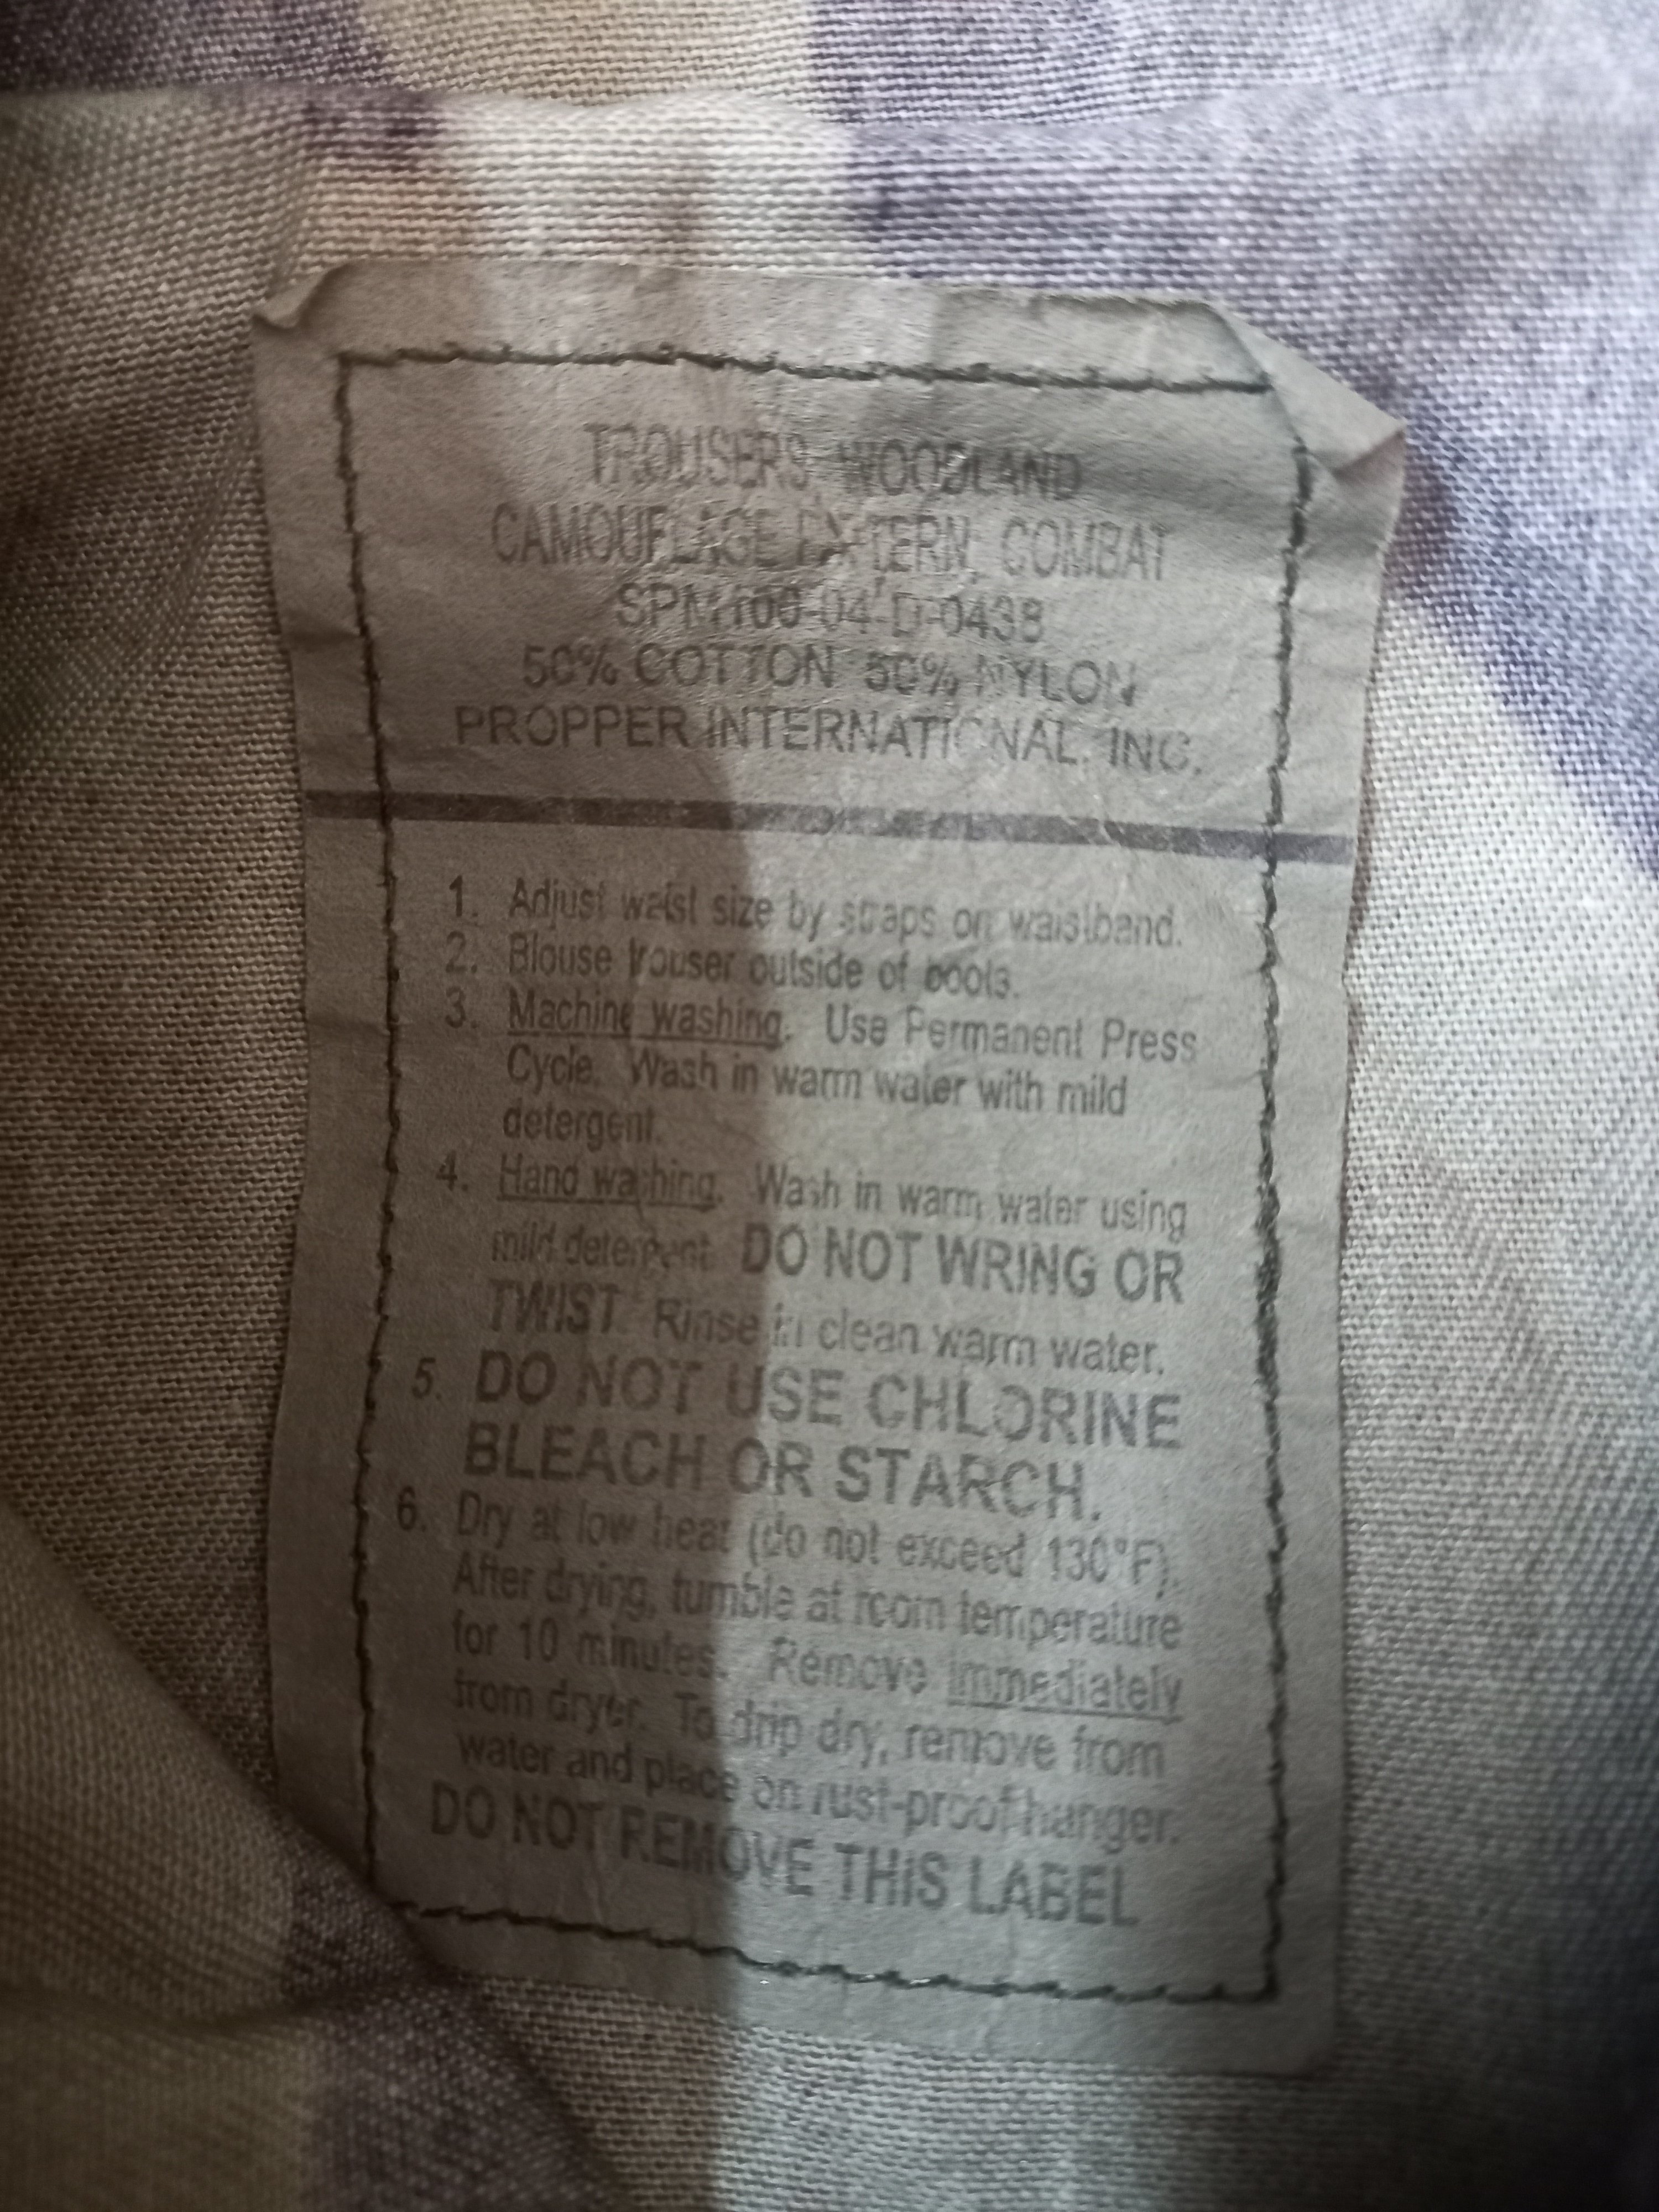 TROUSERS, WOODLAND
CAMOUFLAGE PATTERN, COMBAT
SPM100-04-D-0438
50% COTTON 50% NYLON
PROPPER INTERNATIONAL, INC.
1. Adjust waist size by straps on waistband.
2. Blouse trouser outside of boots.
3. Machine washing. Use Permanent Press
Cycle. Wash in warm water with mild
detergent.
4. Hand washing. Wash in warm water using
mild detergent. DO NOT WRING OR
TWIST. Rinse in clean warm water.
5. DO NOT USE CHLORINE
BLEACH OR STARCH.
6. Dry at low heat (do not exceed 130°F).
After drying, tumble at room temperature
for 10 minutes. Remove immediately
from dryer. To drip dry, remove from
water and place on rust-proof hanger.
DO NOT REMOVE THIS LABEL